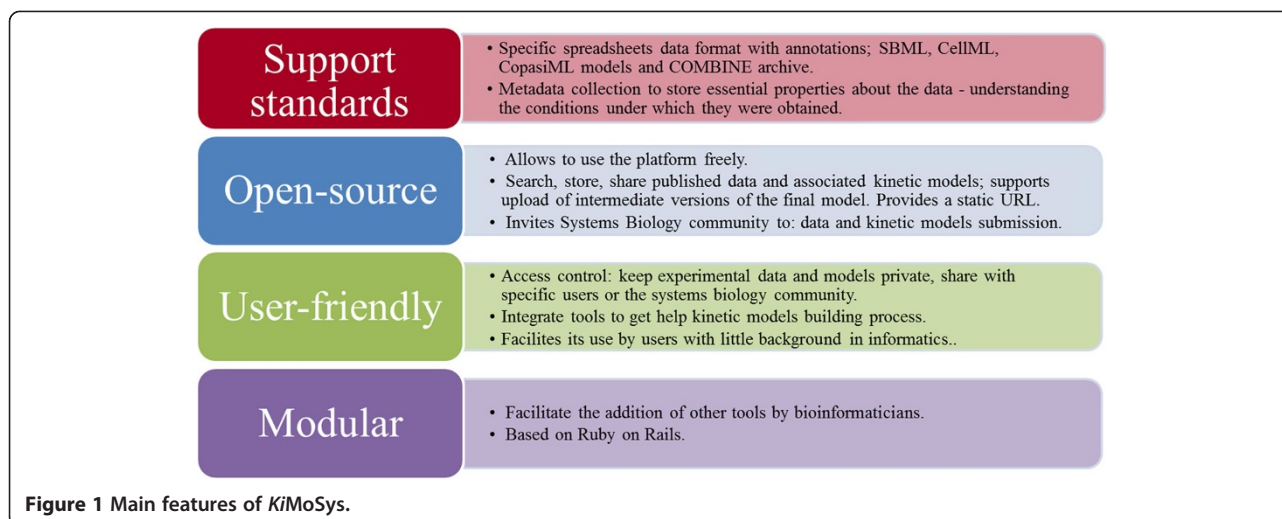 Support
standards
• Specific spreadsheets data format with annotations; SBML, CellML,
CopasiML models and COMBINE archive.
• Metadata collection to store essential properties about the data - understanding
the conditions under which they were obtained.
Open-source
• Allows to use the platform freely.
• Search, store, share published data and associated kinetic models; supports
upload of intermediate versions of the final model. Provides a static URL.
• Invites Systems Biology community to: data and kinetic models submission.
User-friendly
• Access control: keep experimental data and models private, share with
specific users or the systems biology community.
• Integrate tools to get help kinetic models building process.
• Facilites its use by users with little background in informatics..
Modular
• Facilitate the addition of other tools by bioinformaticians.
• Based on Ruby on Rails.
Figure 1 Main features of KiMoSys.